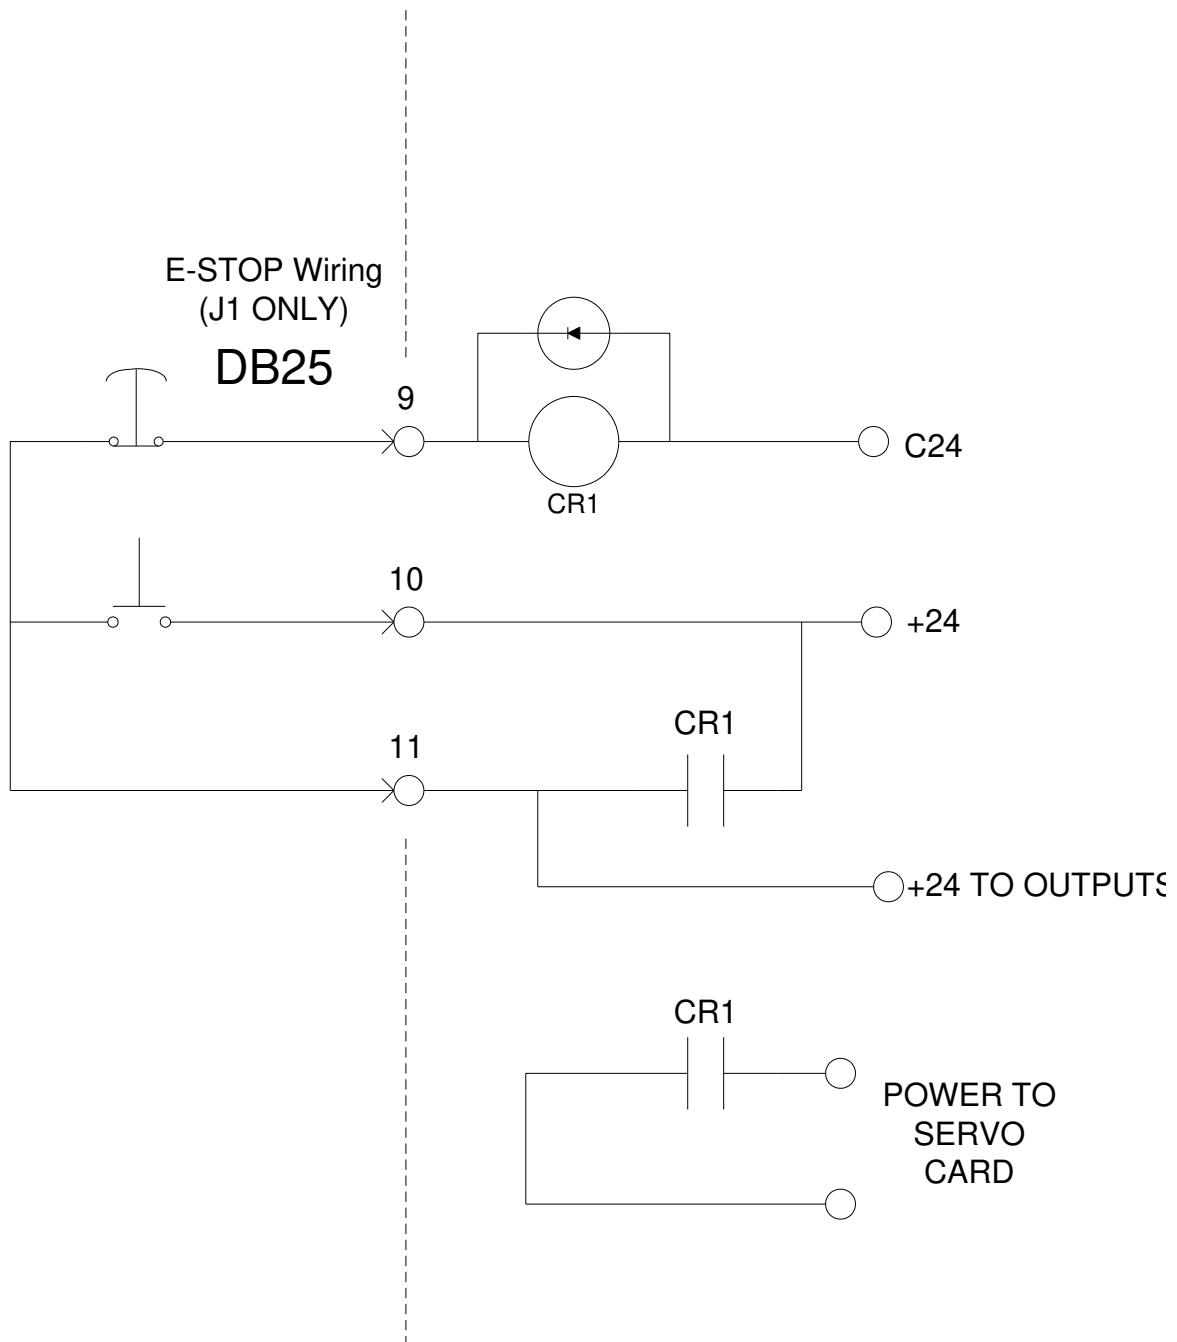 E-STOP Wiring
(J1 ONLY)
DB25
9
C24
CR1
10
+24
CR1
11
+24 TO OUTPUTS
CR1
POWER TO
SERVO
CARD